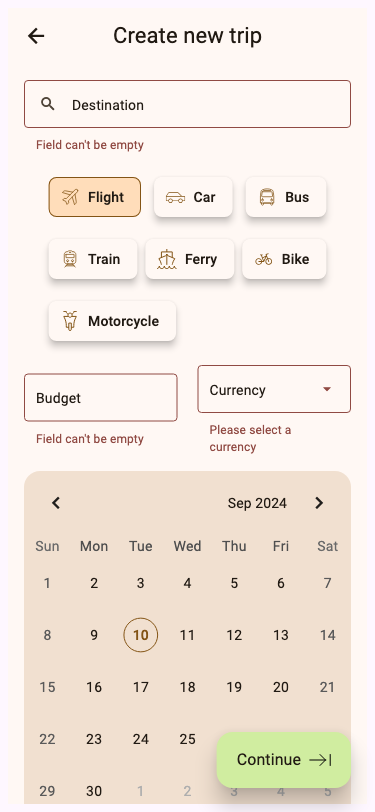 Create new trip
Destination
Field can't be empty
Flight Car Bus
Train Ferry Bike
Motorcycle
Budget Currency
Field can't be empty Please select a
currency
Sep 2024
Sun Mon Tue Wed Thu Fri Sat
1 2 3 4 5 6 7
8 9 10 11 12 13 14
15 16 17 18 19 20 21
22 23 24 25
Continue
29 30 1 2 3 4 5